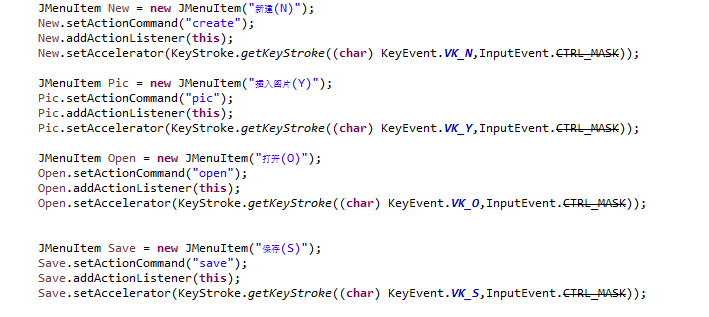 JMenuItem New = new JMenuItem("新建(N)");
New.setActionCommand("create");
New.addActionListener(this);
New.setAccelerator(KeyStroke.getKeyStroke((char) KeyEvent.VK_N,InputEvent.CTRL_MASK));
JMenuItem Pic = new JMenuItem("插入图片(Y)");
Pic.setActionCommand("pic");
Pic.addActionListener(this);
Pic.setAccelerator(KeyStroke.getKeyStroke((char) KeyEvent.VK_Y,InputEvent.CTRL_MASK));
JMenuItem Open = new JMenuItem("打开(O)");
Open.setActionCommand("open");
Open.addActionListener(this);
Open.setAccelerator(KeyStroke.getKeyStroke((char) KeyEvent.VK_O,InputEvent.CTRL_MASK));
JMenuItem Save = new JMenuItem("保存(S)");
Save.setActionCommand("save");
Save.addActionListener(this);
Save.setAccelerator(KeyStroke.getKeyStroke((char) KeyEvent.VK_S,InputEvent.CTRL_MASK));